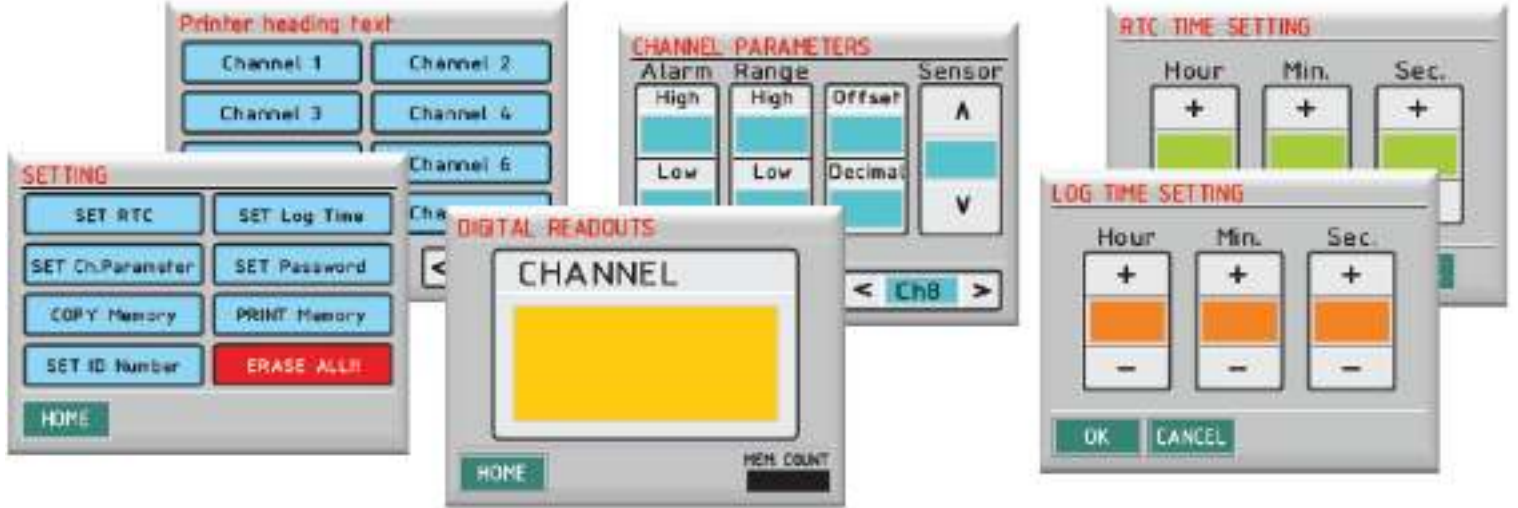 Printer heading text
Channel 1 Channel 2
Channel 3 Channel 4
Channel 6
SETTING
SET RTC SET Log Time
SET Ch.Parameter SET Password
COPY Memory PRINT Memory
SET ID Number ERASE ALL!!
HOME
<
CHANNEL PARAMETERS
Alarm Range Sensor
High High Offset ∧
Low Low Decimal ∨
< Ch8 >
DIGITAL READOUTS
CHANNEL
HOME MEM. COUNT
RTC TIME SETTING
Hour Min. Sec.
+ + +
LOG TIME SETTING
Hour Min. Sec.
+ + +
− − −
OK CANCEL